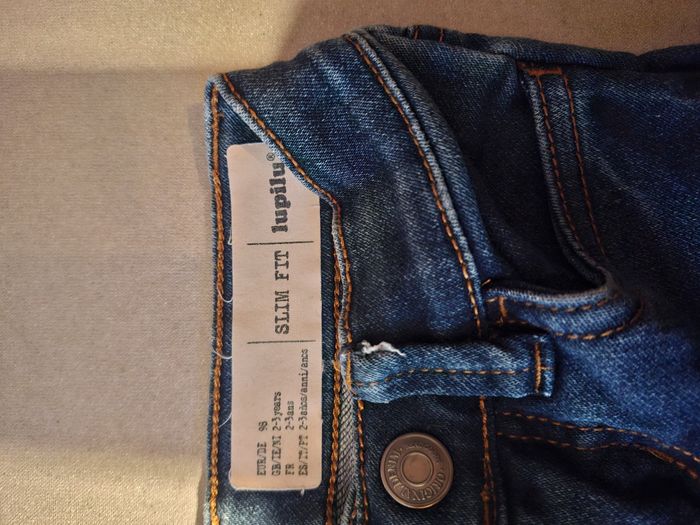 lupilu®
SLIM FIT
EUR/DE 98
GB/IE/NI 2-3years
FR 2-3ans
ES/IT/PT 2-3años/anni/anos
ORIGINAL